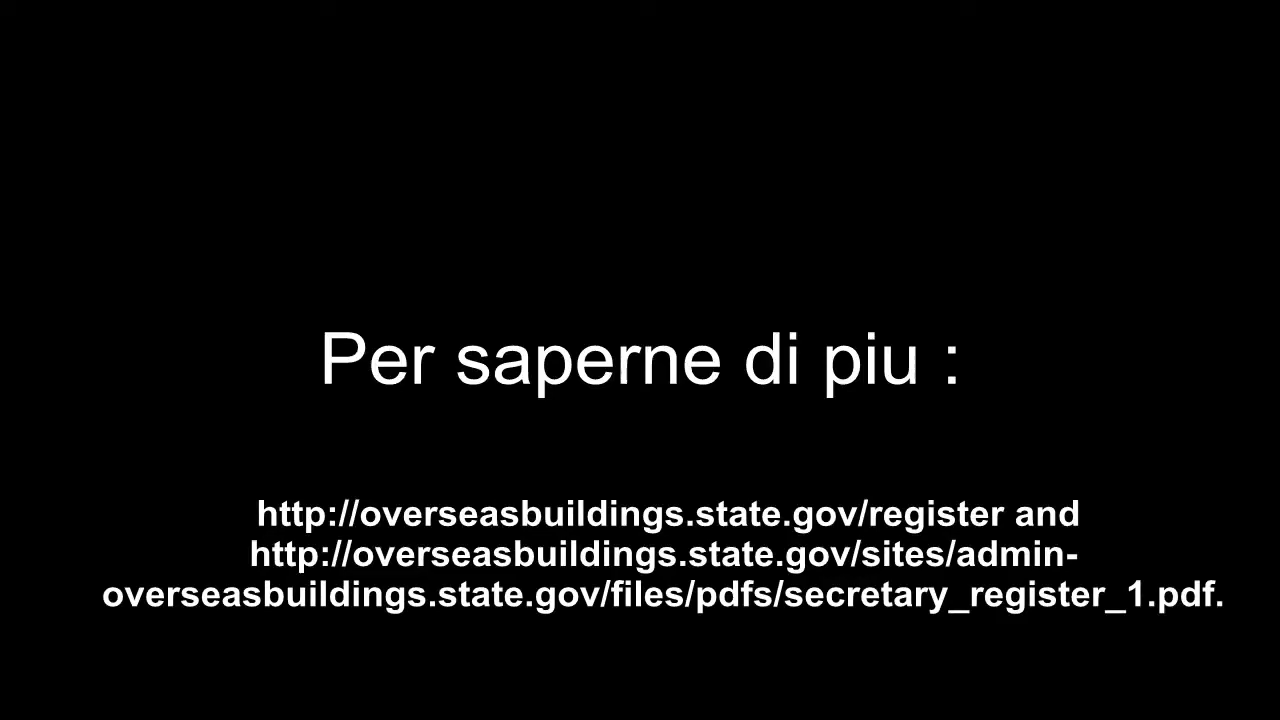 Per saperne di piu :
http://overseasbuildings.state.gov/register and
http://overseasbuildings.state.gov/sites/admin-
overseasbuildings.state.gov/files/pdfs/secretary_register_1.pdf.